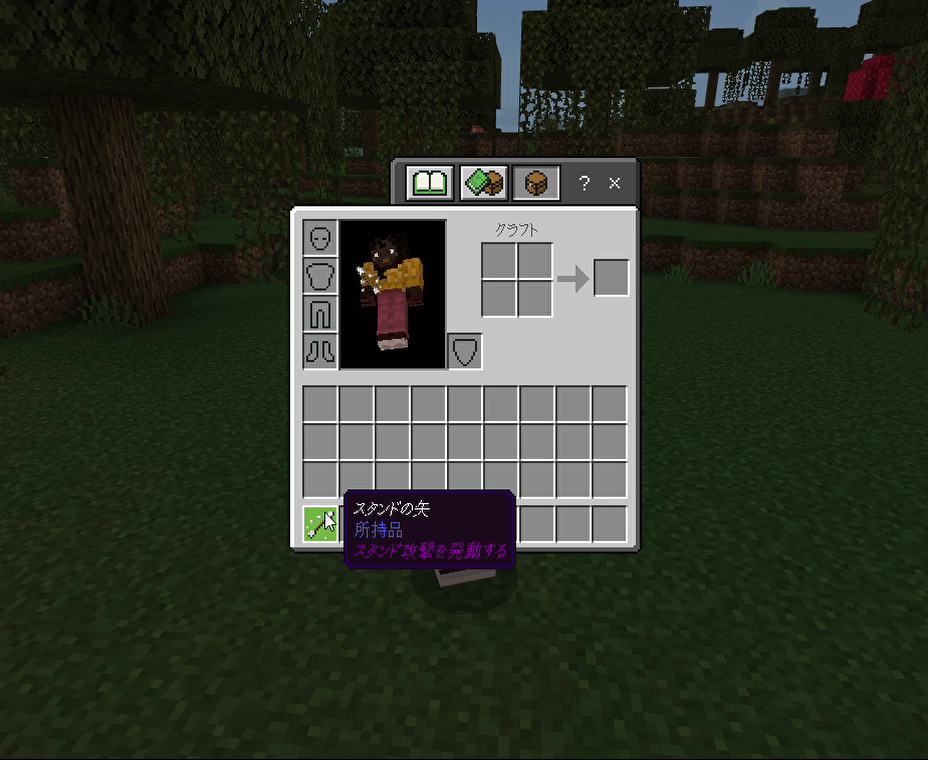 ?
クラフト
スタンドの矢
所持品
スタンド攻撃を発動する